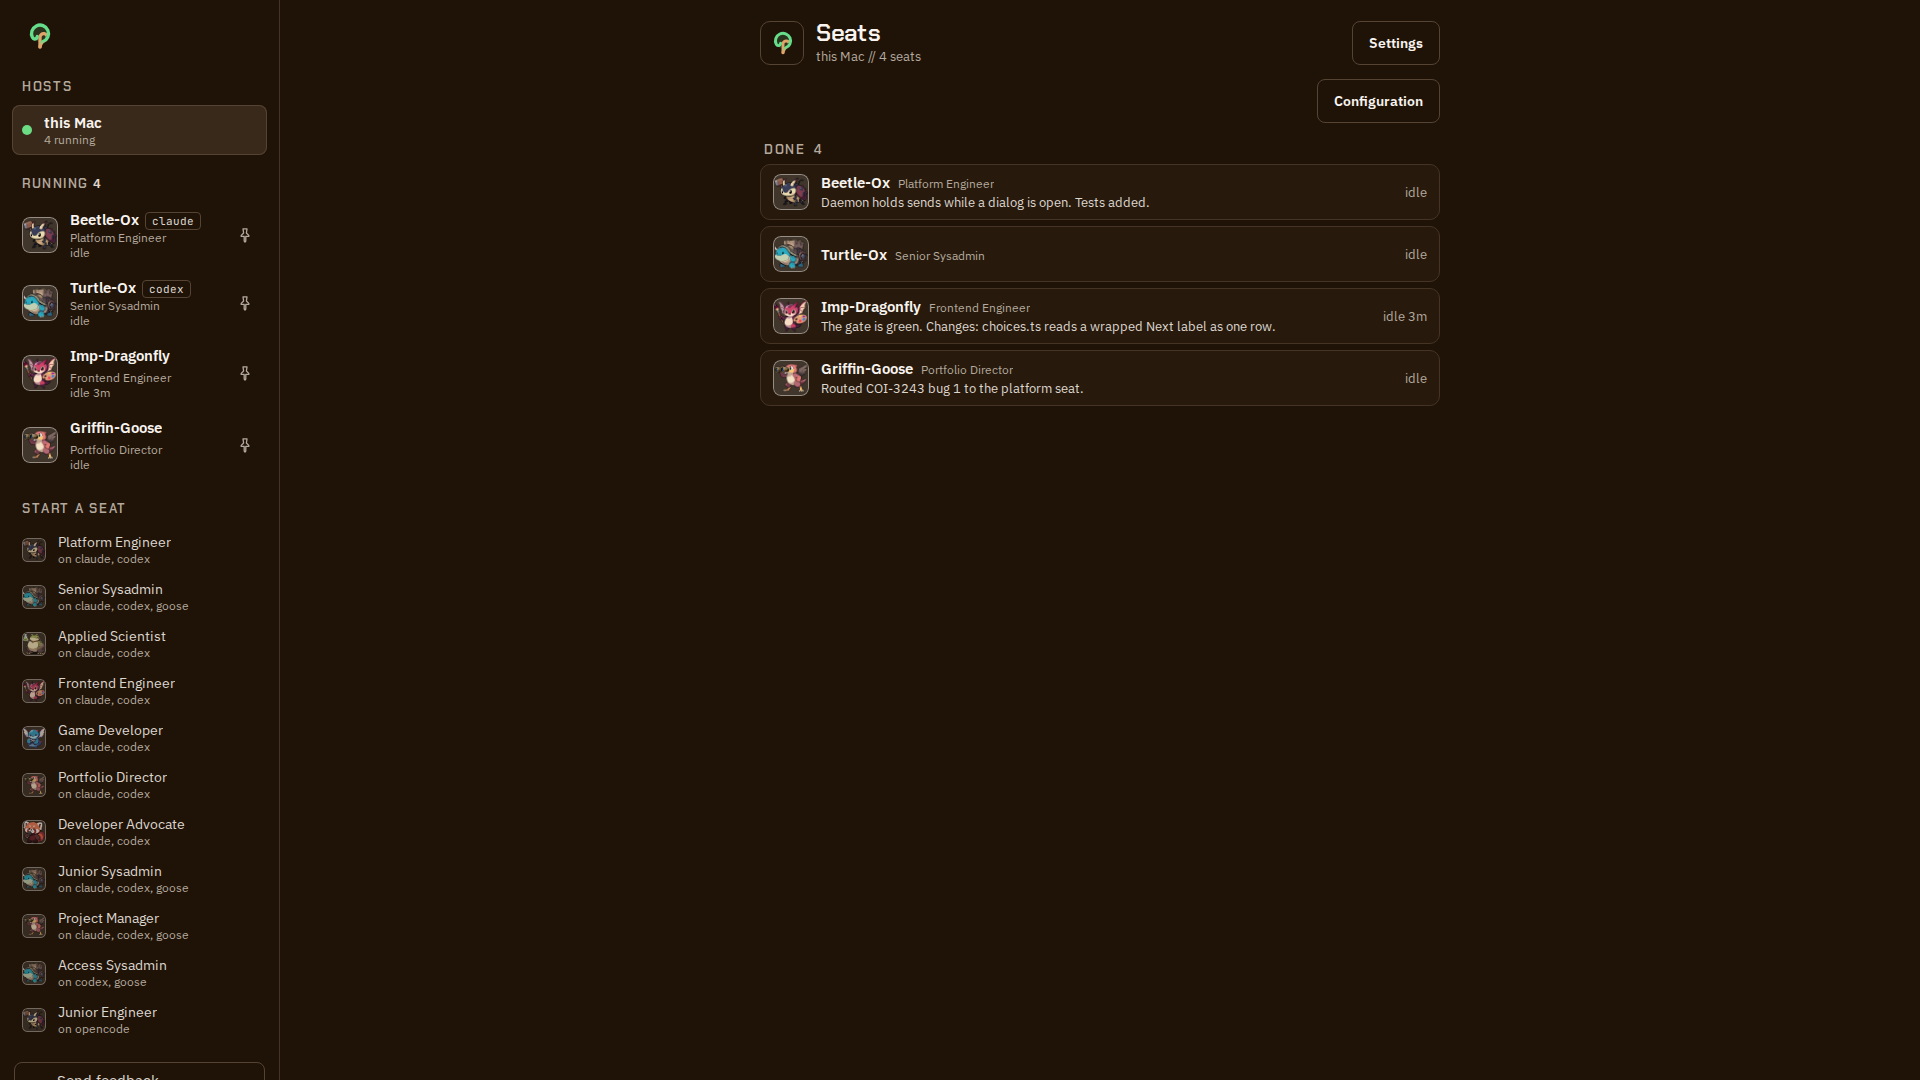 HOSTS
this Mac
4 running
RUNNING 4
Beetle-Ox claude
Platform Engineer
idle
Turtle-Ox codex
Senior Sysadmin
idle
Imp-Dragonfly
Frontend Engineer
idle 3m
Griffin-Goose
Portfolio Director
idle
START A SEAT
Platform Engineer
on claude, codex
Senior Sysadmin
on claude, codex, goose
Applied Scientist
on claude, codex
Frontend Engineer
on claude, codex
Game Developer
on claude, codex
Portfolio Director
on claude, codex
Developer Advocate
on claude, codex
Junior Sysadmin
on claude, codex, goose
Project Manager
on claude, codex, goose
Access Sysadmin
on codex, goose
Junior Engineer
on opencode
Send feedback
Seats
this Mac // 4 seats
Settings
Configuration
DONE 4
Beetle-Ox Platform Engineer
Daemon holds sends while a dialog is open. Tests added.
idle
Turtle-Ox Senior Sysadmin
idle
Imp-Dragonfly Frontend Engineer
The gate is green. Changes: choices.ts reads a wrapped Next label as one row.
idle 3m
Griffin-Goose Portfolio Director
Routed COI-3243 bug 1 to the platform seat.
idle